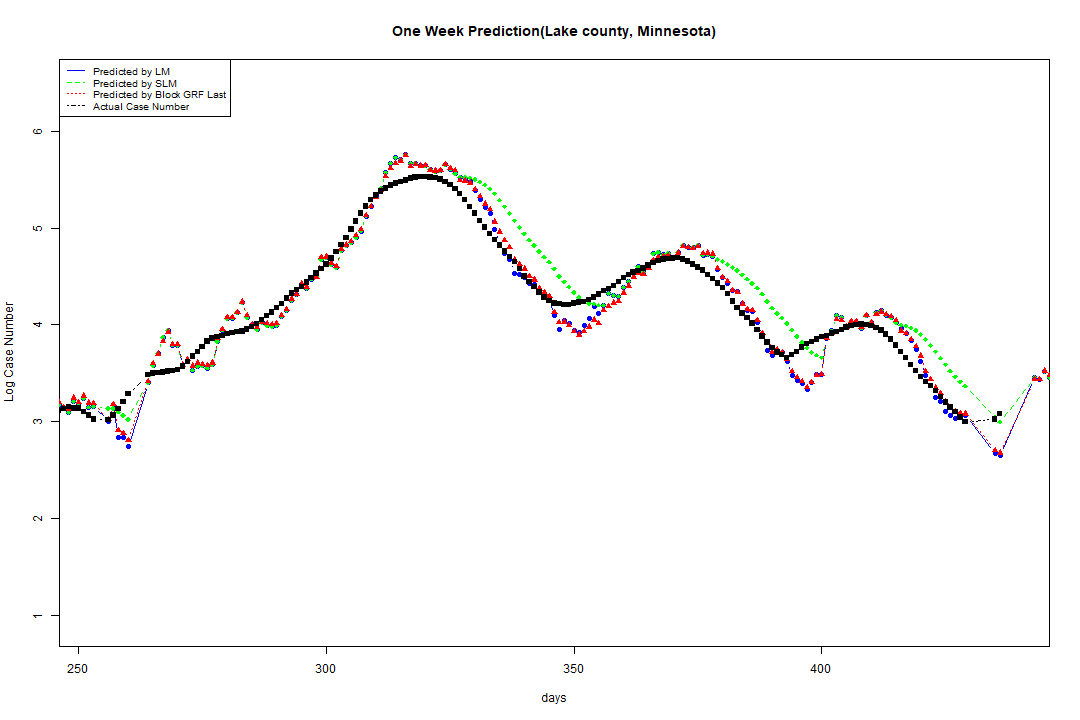 One Week Prediction(Lake county, Minnesota)
Predicted by LM
Predicted by SLM
Predicted by Block GRF Last
Actual Case Number
6
5
4
3
2
1
Log Case Number
250 300 350 400
days